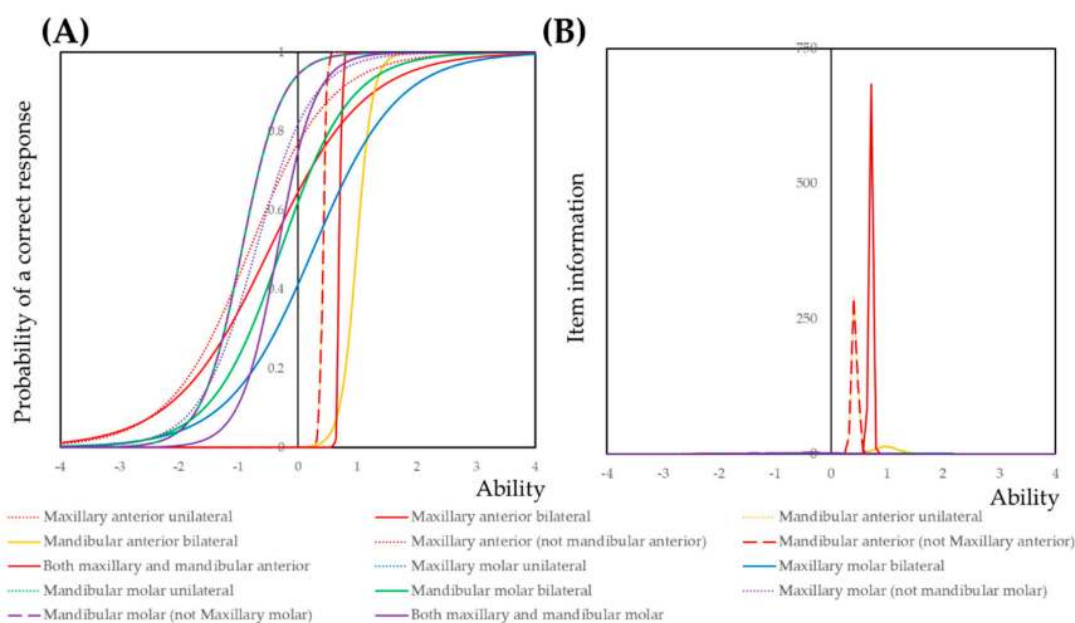 (A)
(B)
Probability of a correct response
1
0.8
0.6
0.4
0.2
0
-4 -3 -2 -1 0 1 2 3 4
Ability
Item information
750
500
250
0
-4 -3 -2 -1 0 1 2 3 4
Ability
Maxillary anterior unilateral Maxillary anterior bilateral Mandibular anterior unilateral
Mandibular anterior bilateral Maxillary anterior (not mandibular anterior) Mandibular anterior (not Maxillary anterior)
Both maxillary and mandibular anterior Maxillary molar unilateral Maxillary molar bilateral
Mandibular molar unilateral Mandibular molar bilateral Maxillary molar (not mandibular molar)
Mandibular molar (not Maxillary molar) Both maxillary and mandibular molar